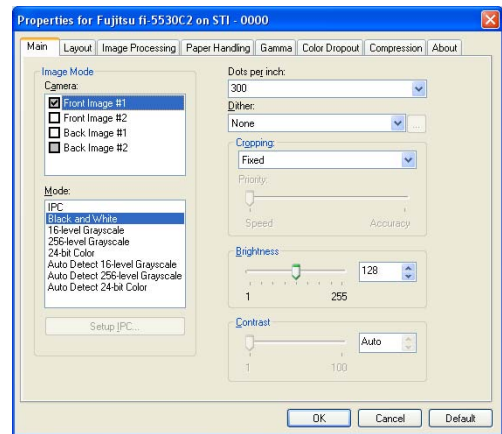 Properties for Fujitsu fi-5530C2 on STI - 0000
Main Layout Image Processing Paper Handling Gamma Color Dropout Compression About
Image Mode
Camera:
Front Image #1
Front Image #2
Back Image #1
Back Image #2
Mode:
IPC
Black and White
16-level Grayscale
256-level Grayscale
24-bit Color
Auto Detect 16-level Grayscale
Auto Detect 256-level Grayscale
Auto Detect 24-bit Color
Setup IPC...
Dots per inch:
300
Dither:
None
...
Cropping:
Fixed
Priority:
Speed Accuracy
Brightness
128
1 255
Contrast
Auto
1 100
OK Cancel Default